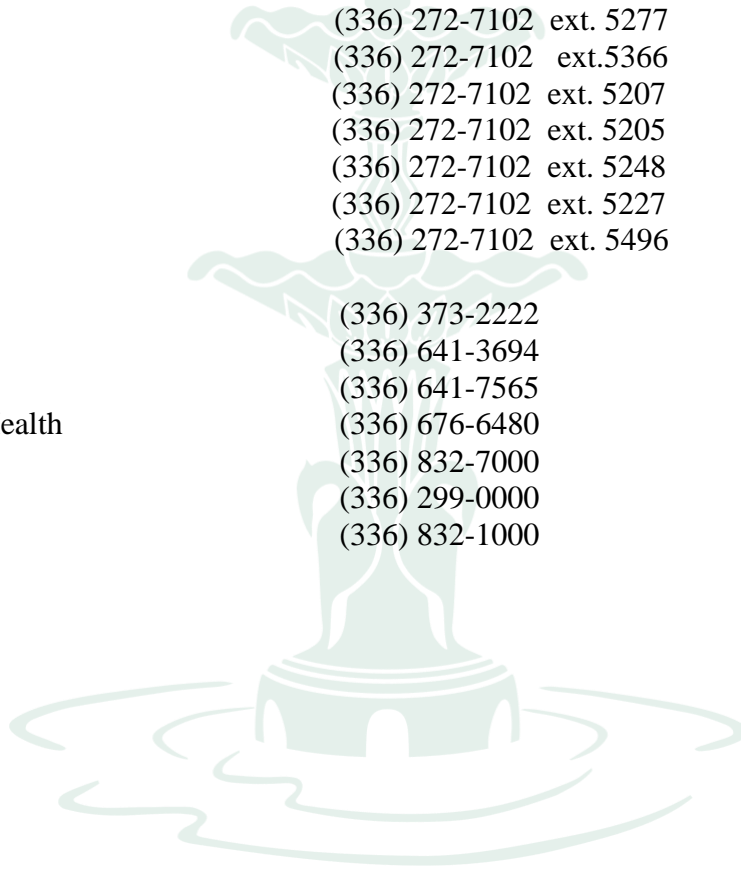 (336) 272-7102 ext. 5277
(336) 272-7102 ext.5366
(336) 272-7102 ext. 5207
(336) 272-7102 ext. 5205
(336) 272-7102 ext. 5248
(336) 272-7102 ext. 5227
(336) 272-7102 ext. 5496
(336) 373-2222
(336) 641-3694
(336) 641-7565
ealth (336) 676-6480
(336) 832-7000
(336) 299-0000
(336) 832-1000